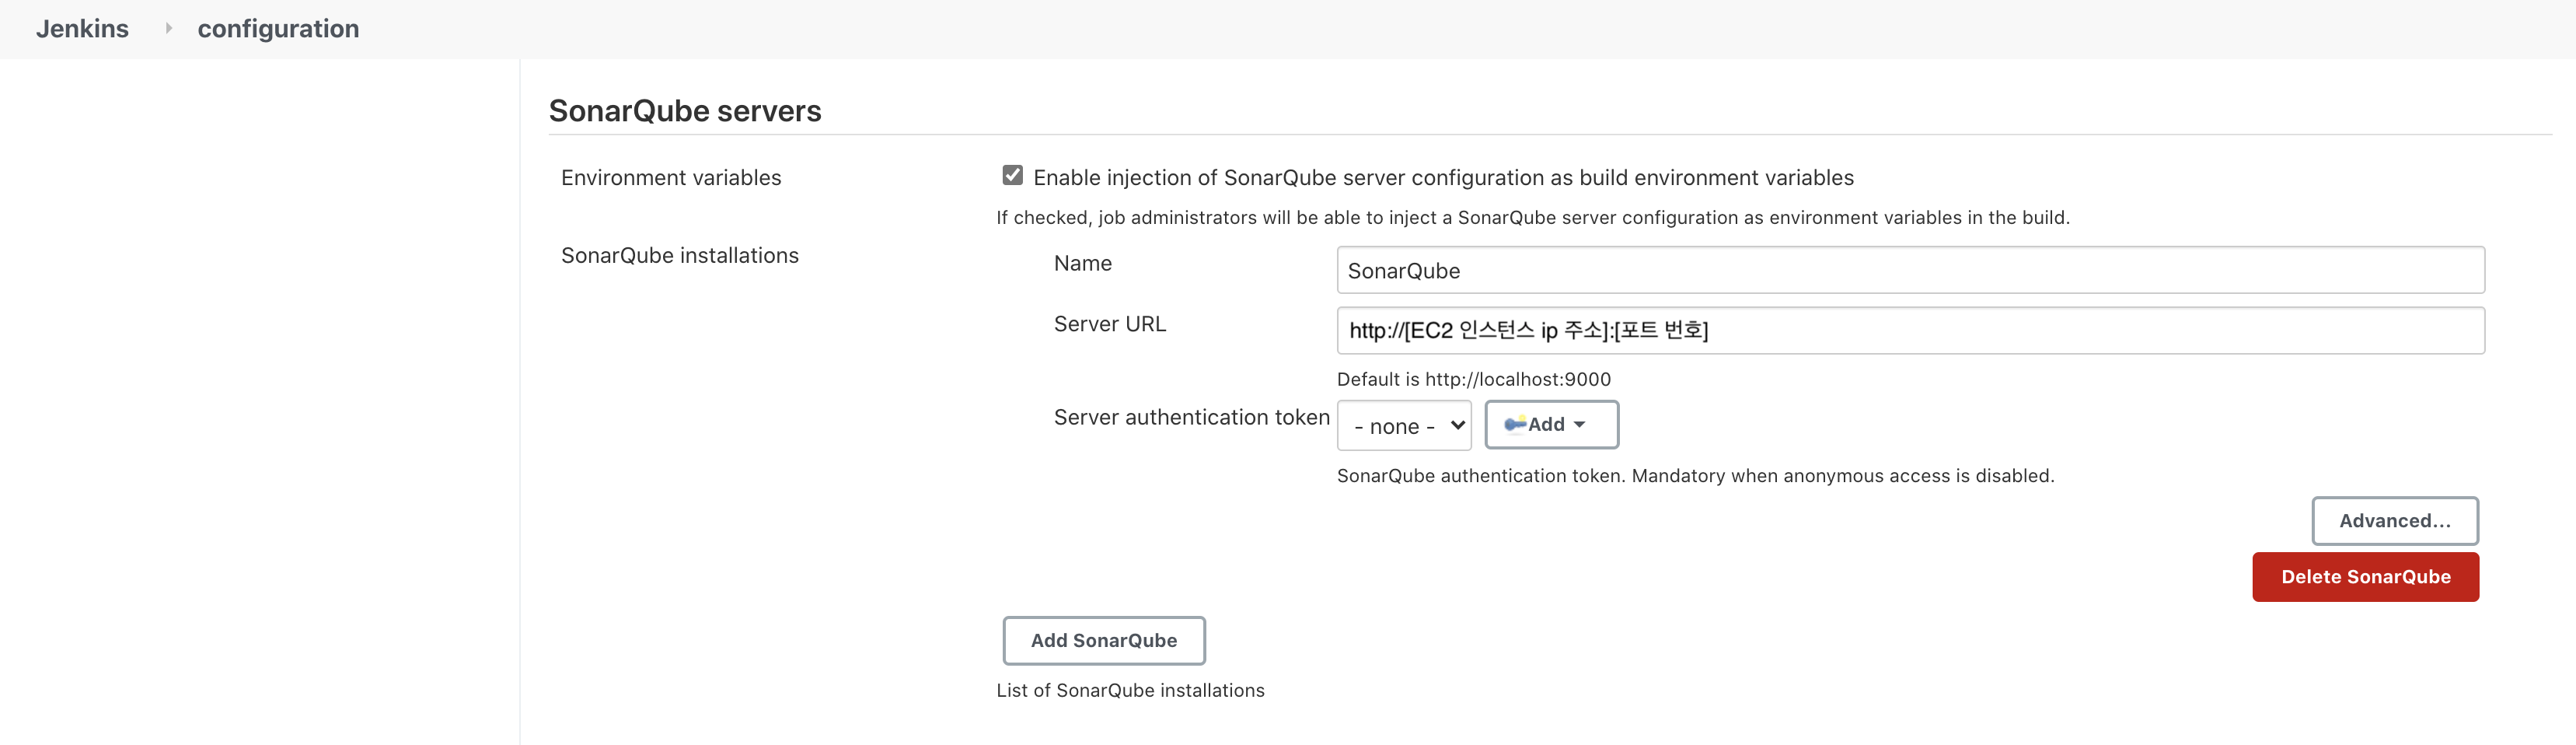 Jenkins configuration
SonarQube servers
Environment variables
Enable injection of SonarQube server configuration as build environment variables
If checked, job administrators will be able to inject a SonarQube server configuration as environment variables in the build.
SonarQube installations
Name
SonarQube
Server URL
http://[EC2 인스턴스 ip 주소]:[포트 번호]
Default is http://localhost:9000
Server authentication token
- none -
Add
SonarQube authentication token. Mandatory when anonymous access is disabled.
Advanced...
Delete SonarQube
Add SonarQube
List of SonarQube installations